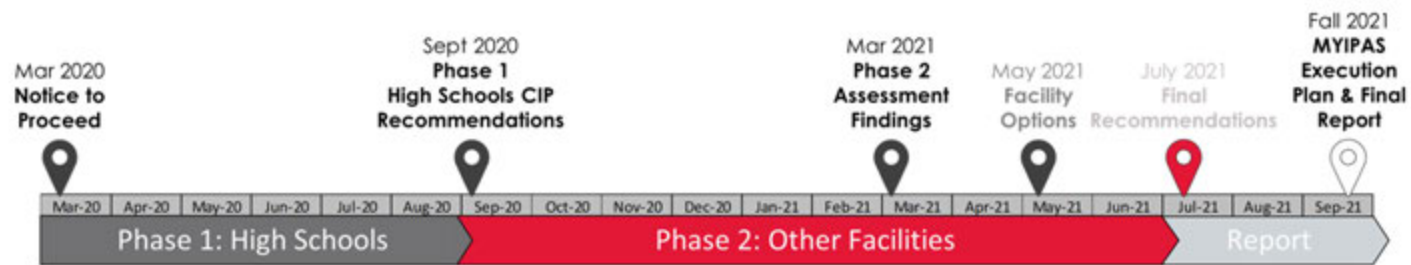 Mar 2020
Notice to
Proceed
Sept 2020
Phase 1
High Schools CIP
Recommendations
Mar 2021
Phase 2
Assessment
Findings
May 2021
Facility
Options
July 2021
Final
Recommendations
Fall 2021
MYIPAS
Execution
Plan & Final
Report
Mar-20 Apr-20 May-20 Jun-20 Jul-20 Aug-20 Sep-20 Oct-20 Nov-20 Dec-20 Jan-21 Feb-21 Mar-21 Apr-21 May-21 Jun-21 Jul-21 Aug-21 Sep-21
Phase 1: High Schools Phase 2: Other Facilities Report